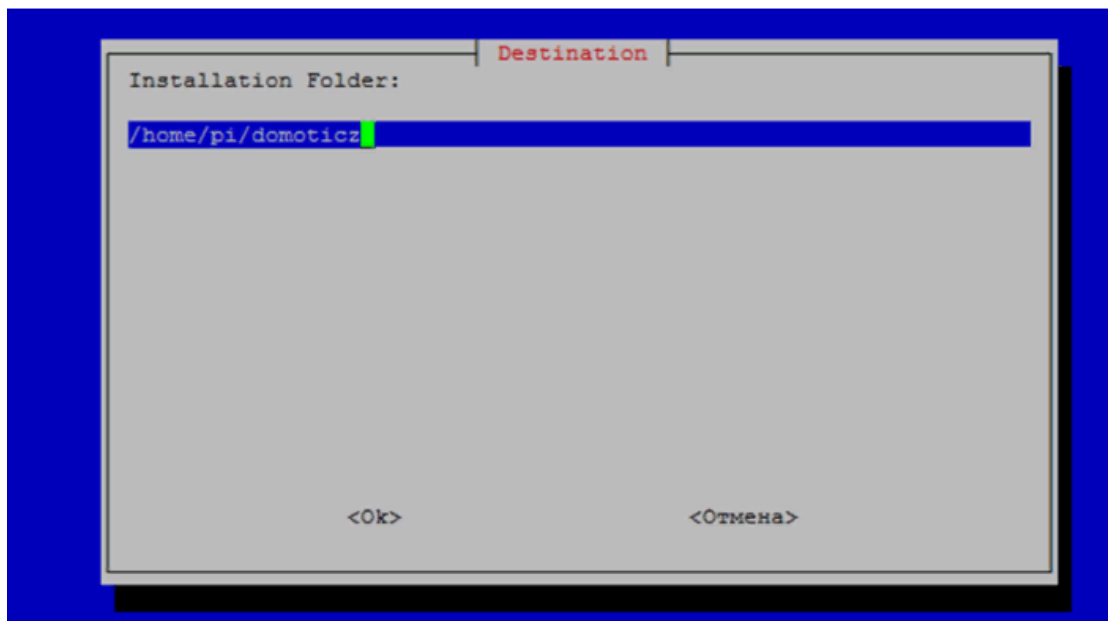 Destination
Installation Folder:
/home/pi/domoticz
<Ok> <Отмена>